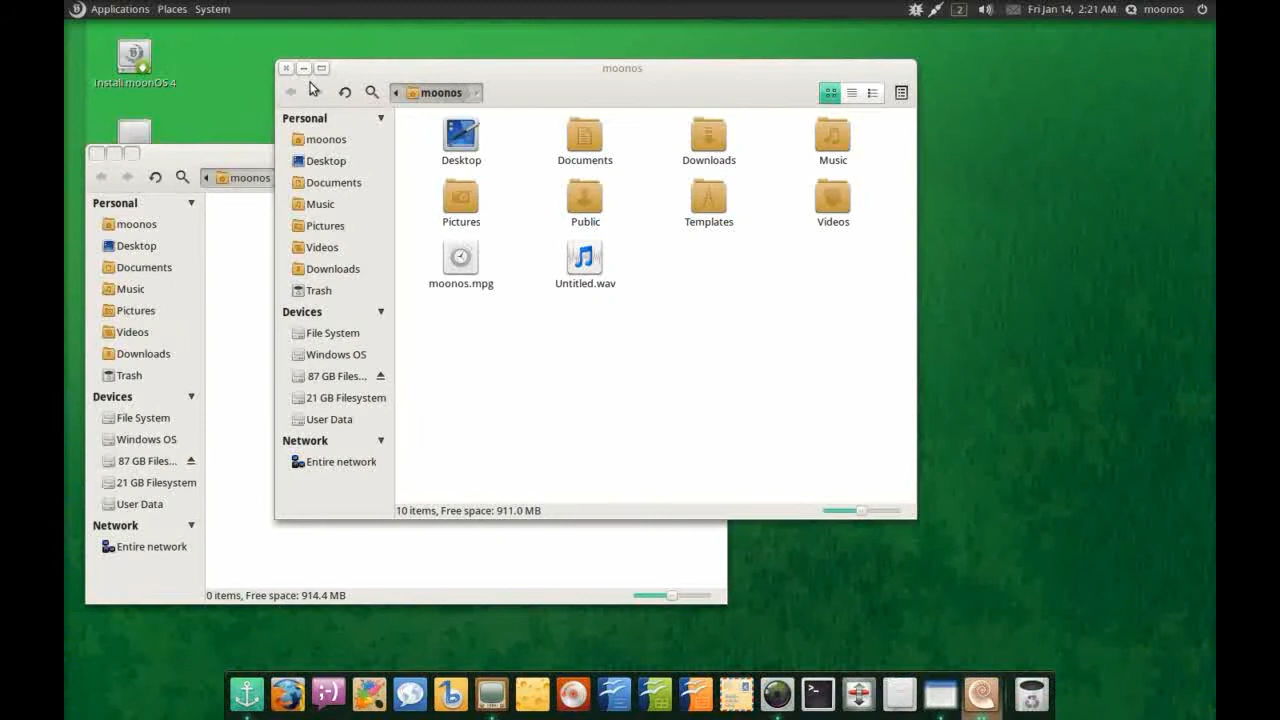 Applications Places System
2 Fri Jan 14, 2:21 AM moonos
Install moonOS 4
moonos
moonos
Personal
moonos
Desktop
Documents
Music
Pictures
Videos
Downloads
Trash
Devices
File System
Windows OS
87 GB Files...
21 GB Filesystem
User Data
Network
Entire network
Desktop
Documents
Downloads
Music
Pictures
Public
Templates
Videos
moonos.mpg
Untitled.wav
10 items, Free space: 911.0 MB
moonos
Personal
moonos
Desktop
Documents
Music
Pictures
Videos
Downloads
Trash
Devices
File System
Windows OS
87 GB Files...
21 GB Filesystem
User Data
Network
Entire network
0 items, Free space: 914.4 MB